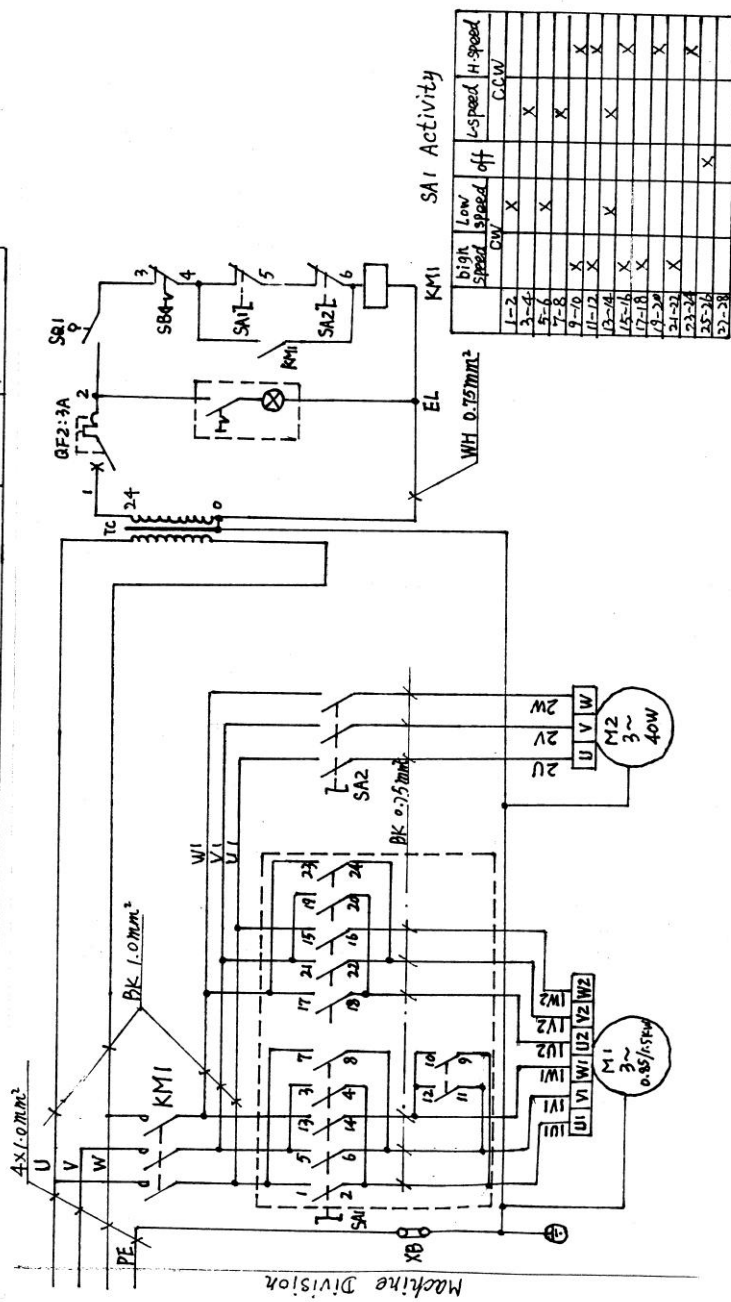 4×1.0mm²
BK 1.0mm²
U
V
W
PE
KM1
W1
V1
U1
TC
1
24
0
QF2:3A
2
SQ1
3
SB
4
SA1
5
SA2
6
KM1
KM1
EL
WH 0.75mm²
1
5
13
3
7
17
21
15
19
23
2
6
14
4
8
18
22
16
20
24
SA1
12
10
11
9
SA2
BK 0.75mm²
XB
1U1
1V1
1W1
1U2
1V2
1W2
U1
V1
W1
U2
V2
W2
M1
3~
0.85/1.5KW
2U
2V
2W
U
V
W
M2
3~
40W
Machine Division
SA1 Activity
high speed
Low speed
off
L-speed
H-speed
CW
CCW
1-2 X
3-4 X
5-6 X
7-8 X
9-10 X X
11-12 X X
13-14 X X
15-16 X X
17-18 X
19-20 X
21-22 X
23-24 X
25-26 X
27-28